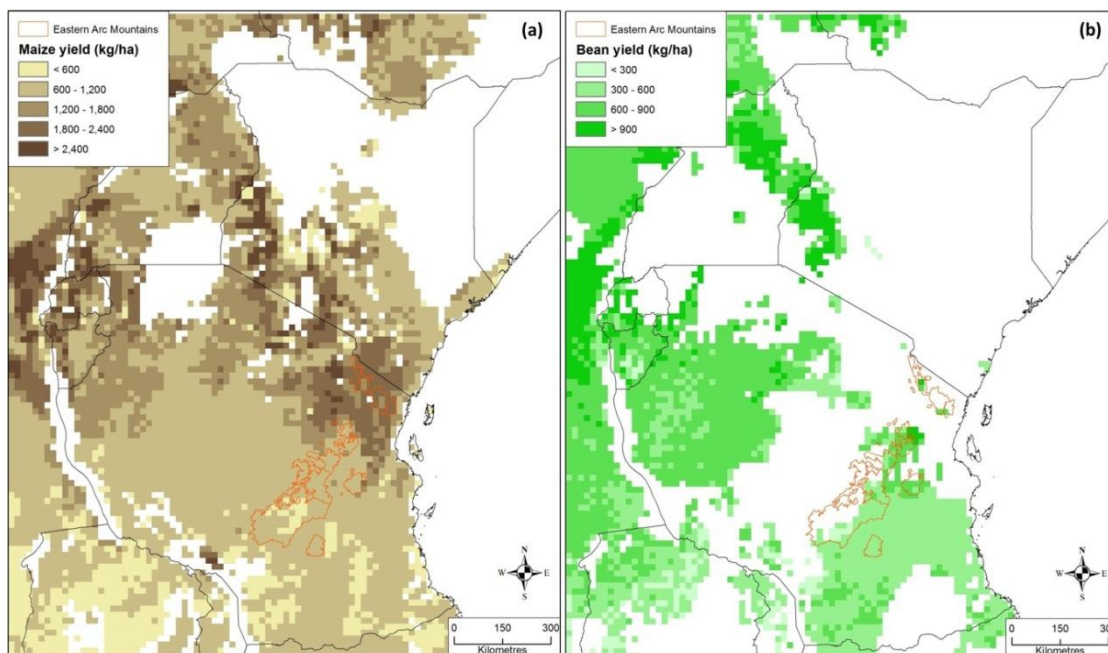 Eastern Arc Mountains
(a)
Maize yield (kg/ha)
< 600
600 - 1,200
1,200 - 1,800
1,800 - 2,400
> 2,400
N
W E
S
0 150 300
Kilometres
Eastern Arc Mountains
(b)
Bean yield (kg/ha)
< 300
300 - 600
600 - 900
> 900
N
W E
S
0 150 300
Kilometres